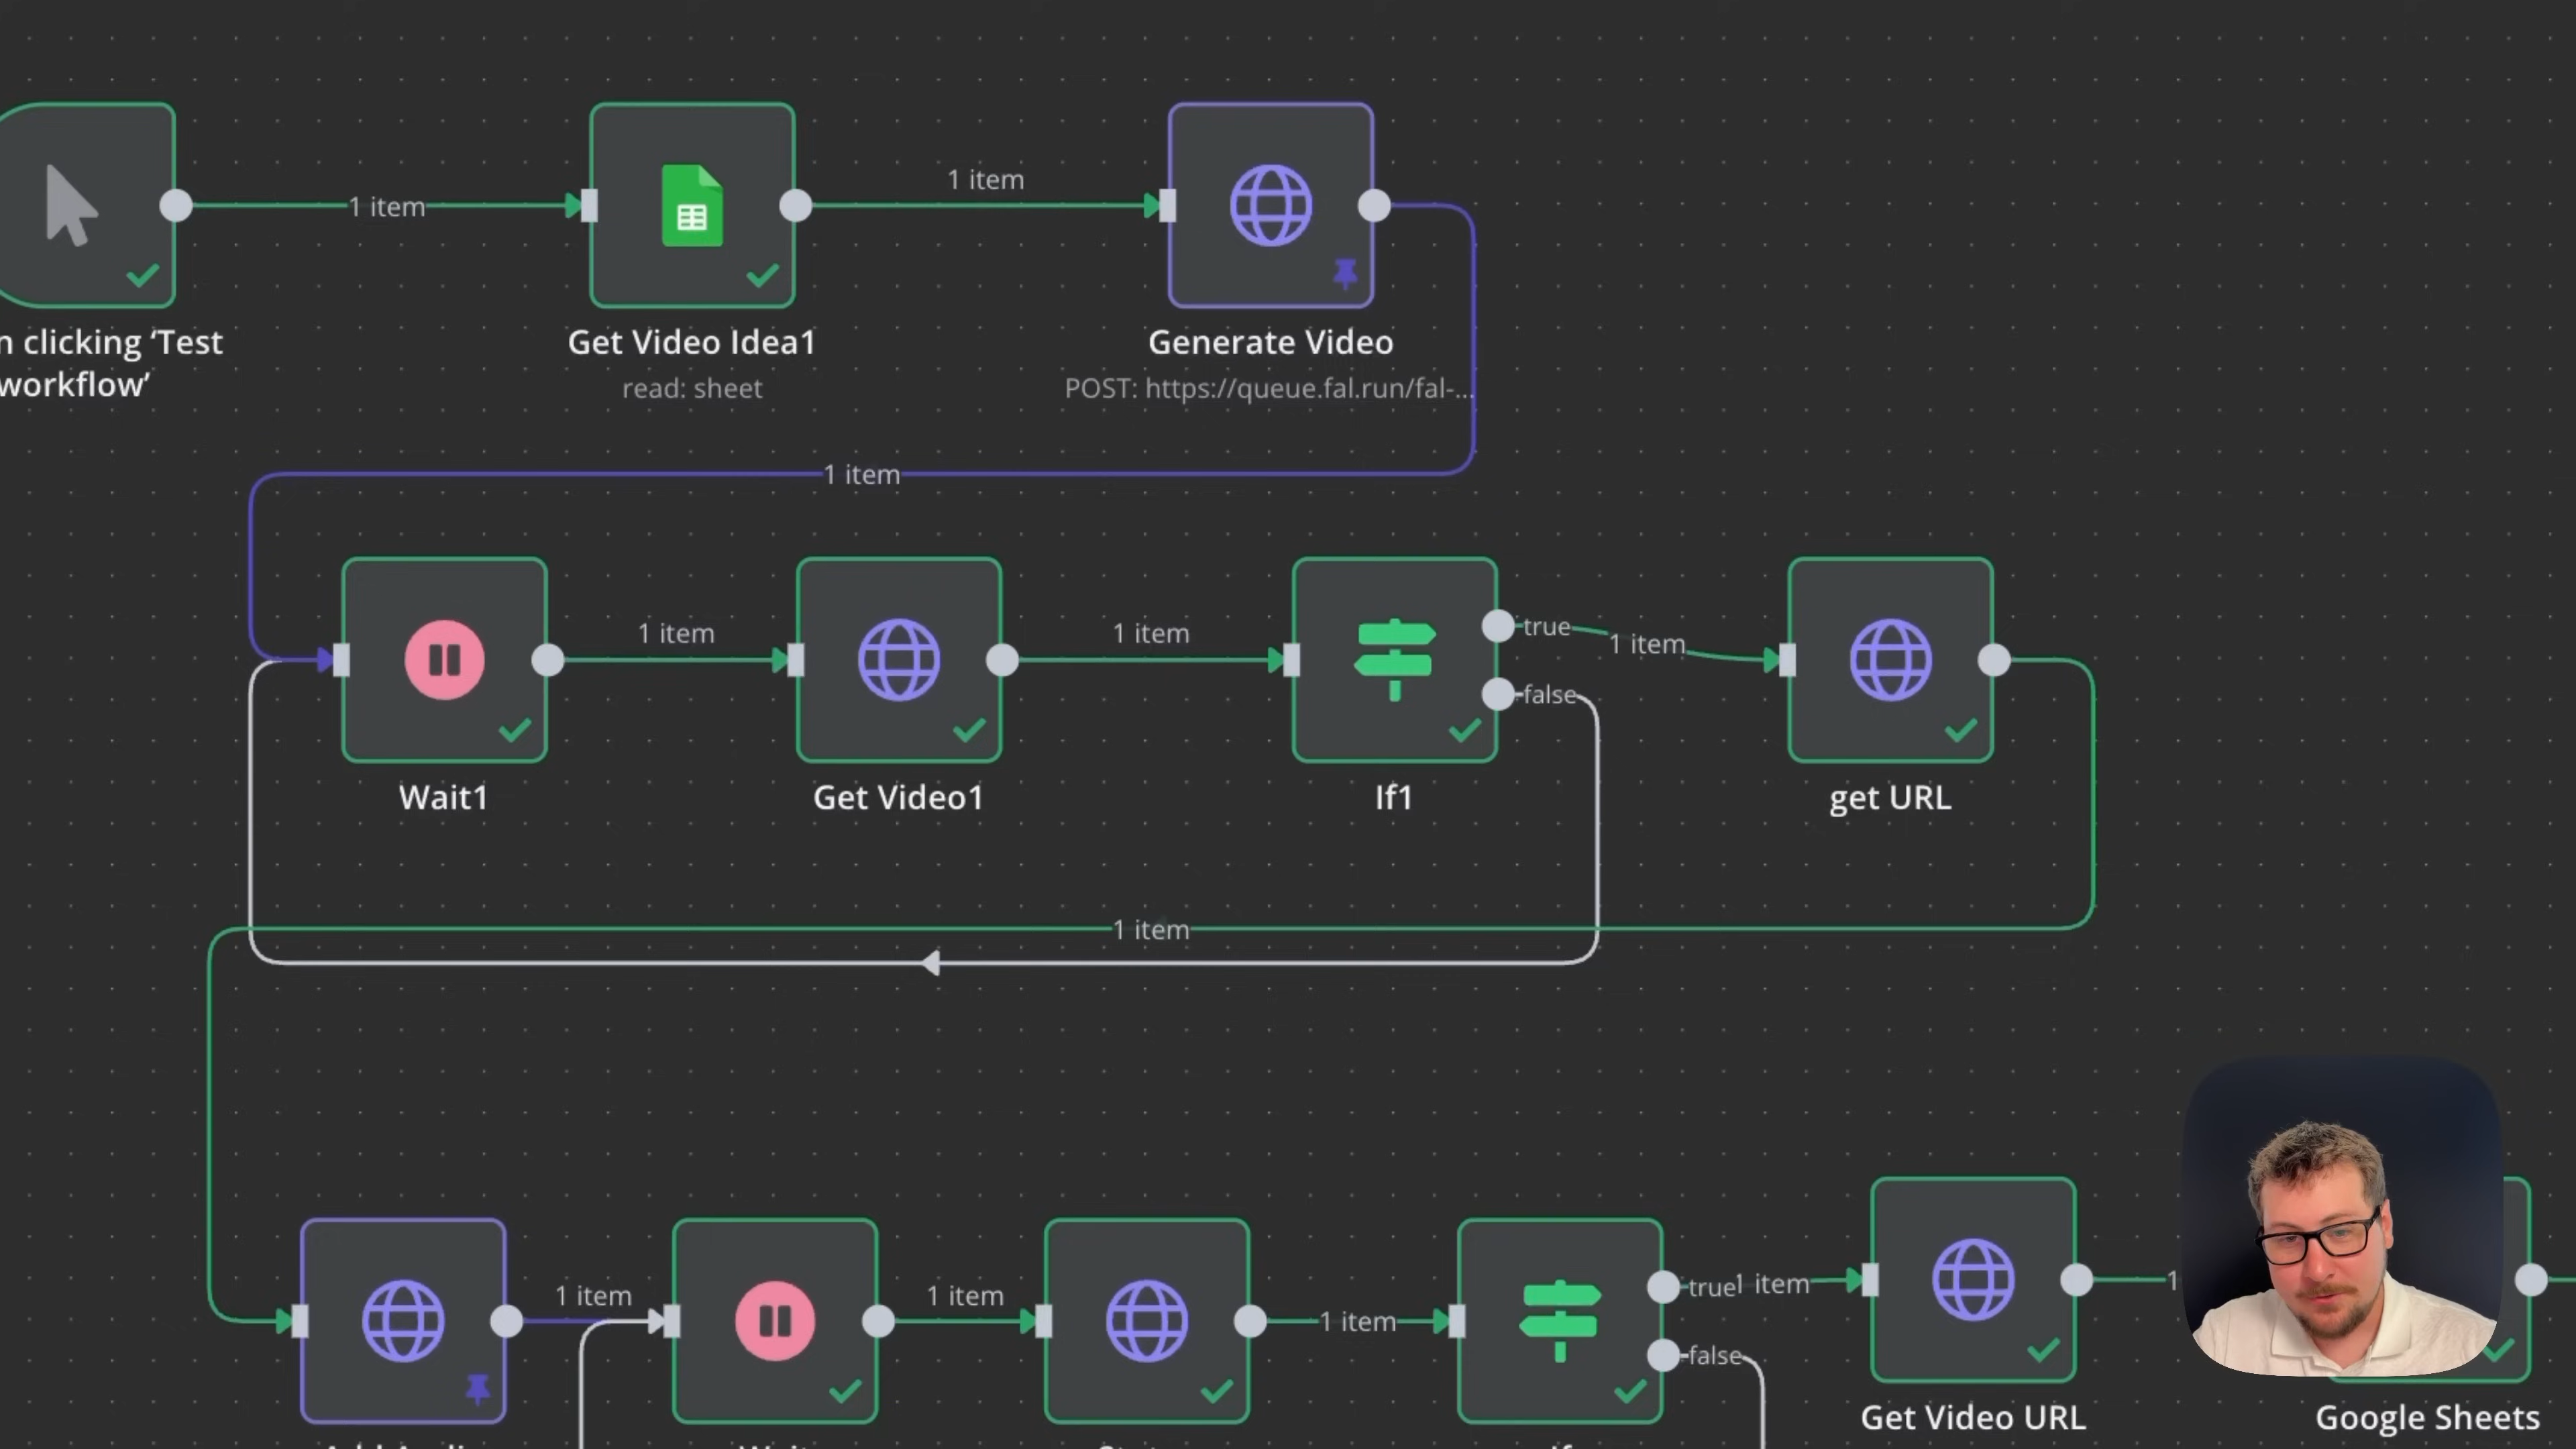 1 item
1 item
n clicking ‘Test
workflow’
Get Video Idea1
read: sheet
Generate Video
POST: https://queue.fal.run/fal-...
1 item
1 item
1 item
true
1 item
false
Wait1
Get Video1
If1
get URL
1 item
1 item
1 item
1 item
true
1 item
false
1
Get Video URL
Google Sheets